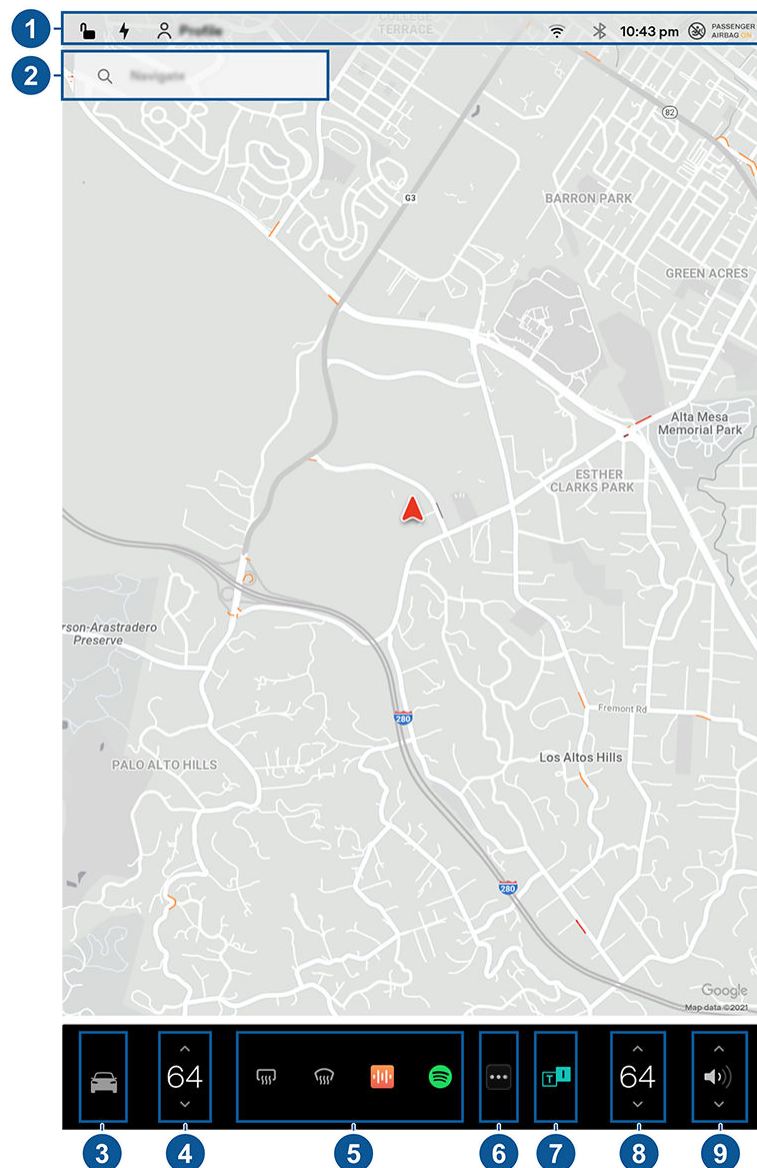 1
COLLEGE
TERRACE
Profile
10:43 pm
PASSENGER
AIRBAG ON
2
Navigate
82
G3
BARRON PARK
GREEN ACRES
Alta Mesa
Memorial Park
ESTHER
CLARKS PARK
rson-Arastradero
Preserve
280
Fremont Rd
PALO ALTO HILLS
Los Altos Hills
280
Google
Map data ©2021
64
T
I
64
3
4
5
6
7
8
9